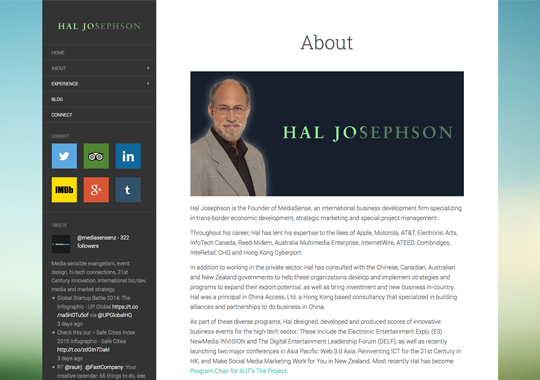 HAL JOSEPHSON
HOME
ABOUT
EXPERIENCE
BLOG
CONNECT
CONNECT
IMDb
g+
t
TWEETS
@mediasensenz - 322
followers
Media-sensible evangelism, event
design, hi-tech connections, 21st
Century innovation, international biz/dev,
media and market strategy.
Global Startup Battle 2014: The
Infographic - UP Global https://t.co
/na5H0Tu5of via @UPGlobalHQ
3 days ago
Check this out – Safe Cities Index
2015 Infographic - Safe Cities
http://t.co/zdGtn7Oakl
3 days ago
RT @raulrj: @FastCompany: Your
creative calendar: 55 things to do, see,
About
HAL JOSEPHSON
Hal Josephson is the Founder of MediaSense, an international business development firm specializing
in trans-border economic development, strategic marketing and special project management.
Throughout his career, Hal has lent his expertise to the likes of Apple, Motorola, AT&T, Electronic Arts,
InfoTech Canada, Reed-Midem, Australia Multimedia Enterprise, InternetWire, ATEED, Cornbridges,
InteRetail, CHQ and Hong Kong Cyberport.
In addition to working in the private sector, Hal has consulted with the Chinese, Canadian, Australian
and New Zealand governments to help these organizations develop and implement strategies and
programs to expand their export potential, as well as bring investment and new business in-country.
Hal was a principal in China Access, Ltd. a Hong Kong based consultancy that specialized in building
alliances and partnerships to do business in China.
As part of these diverse programs, Hal designed, developed and produced scores of innovative
business events for the high-tech sector. These include the Electronic Entertainment Expo, (E3)
NewMedia INVISION and The Digital Entertainment Leadership Forum (DELF), as well as recently
launching two major conferences in Asia Pacific: Web 3.0 Asia: Reinventing ICT for the 21st Century in
HK, and Make Social Media Marketing Work for You in New Zealand. Most recently Hal has become
Program Chair for AUT's The Project.